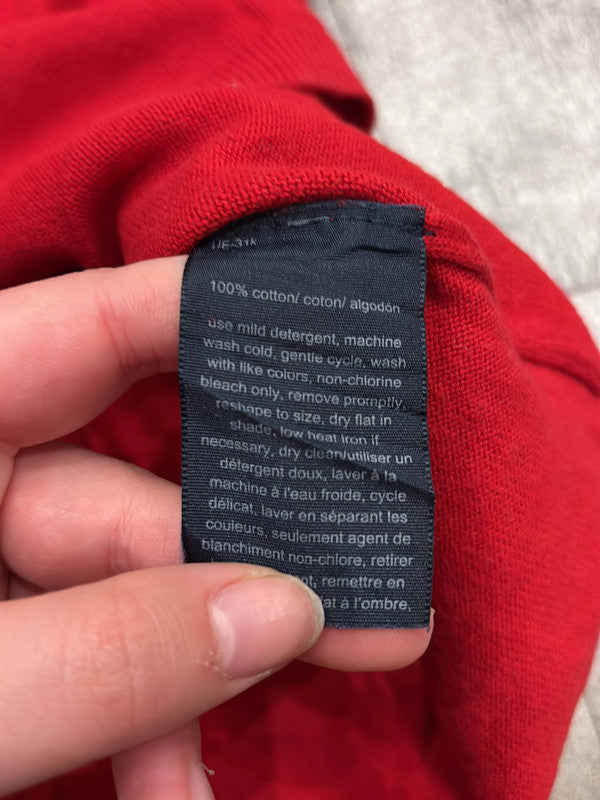 100% cotton/ coton/ algodón
use mild detergent, machine
wash cold, gentle cycle, wash
with like colors, non-chlorine
bleach only, remove promptly,
reshape to size, dry flat in
shade, low heat iron if
necessary, dry clean/utiliser un
détergent doux, laver à la
machine à l'eau froide, cycle
délicat, laver en séparant les
couleurs, seulement agent de
blanchiment non-chlore, retirer
remettre en
à l'ombre,